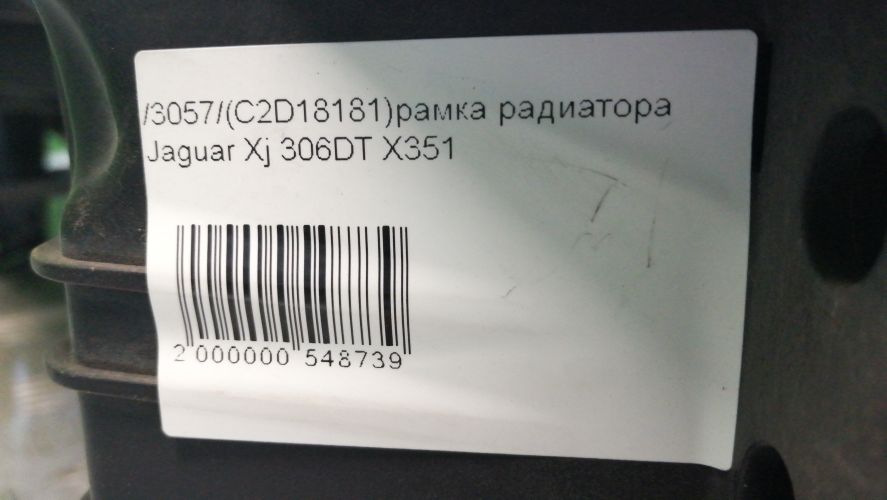 /3057/(C2D18181)рамка радиатора
Jaguar Xj 306DT X351
2 000000 548739